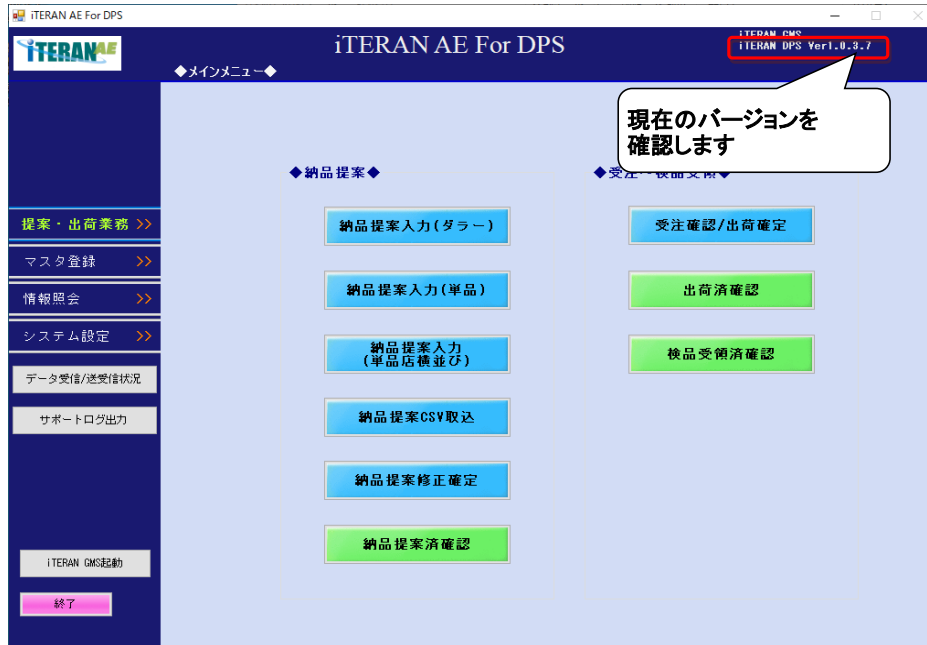 iTERAN AE For DPS
iTERAN AE
iTERAN AE For DPS
iTERAN GMS
iTERAN DPS Ver1.0.3.7
◆メインメニュー◆
現在のバージョンを
確認します
◆納品提案◆
提案・出荷業務 >>
マスタ登録 >>
情報照会 >>
システム設定 >>
データ受信/送受信状況
サポートログ出力
iTERAN GMS起動
終了
納品提案入力(ダラー)
納品提案入力(単品)
納品提案入力
(単品店横並び)
納品提案CSV取込
納品提案修正確定
納品提案済確認
受注確認/出荷確定
出荷済確認
検品受領済確認